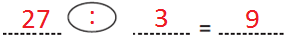 27 : 3 = 9